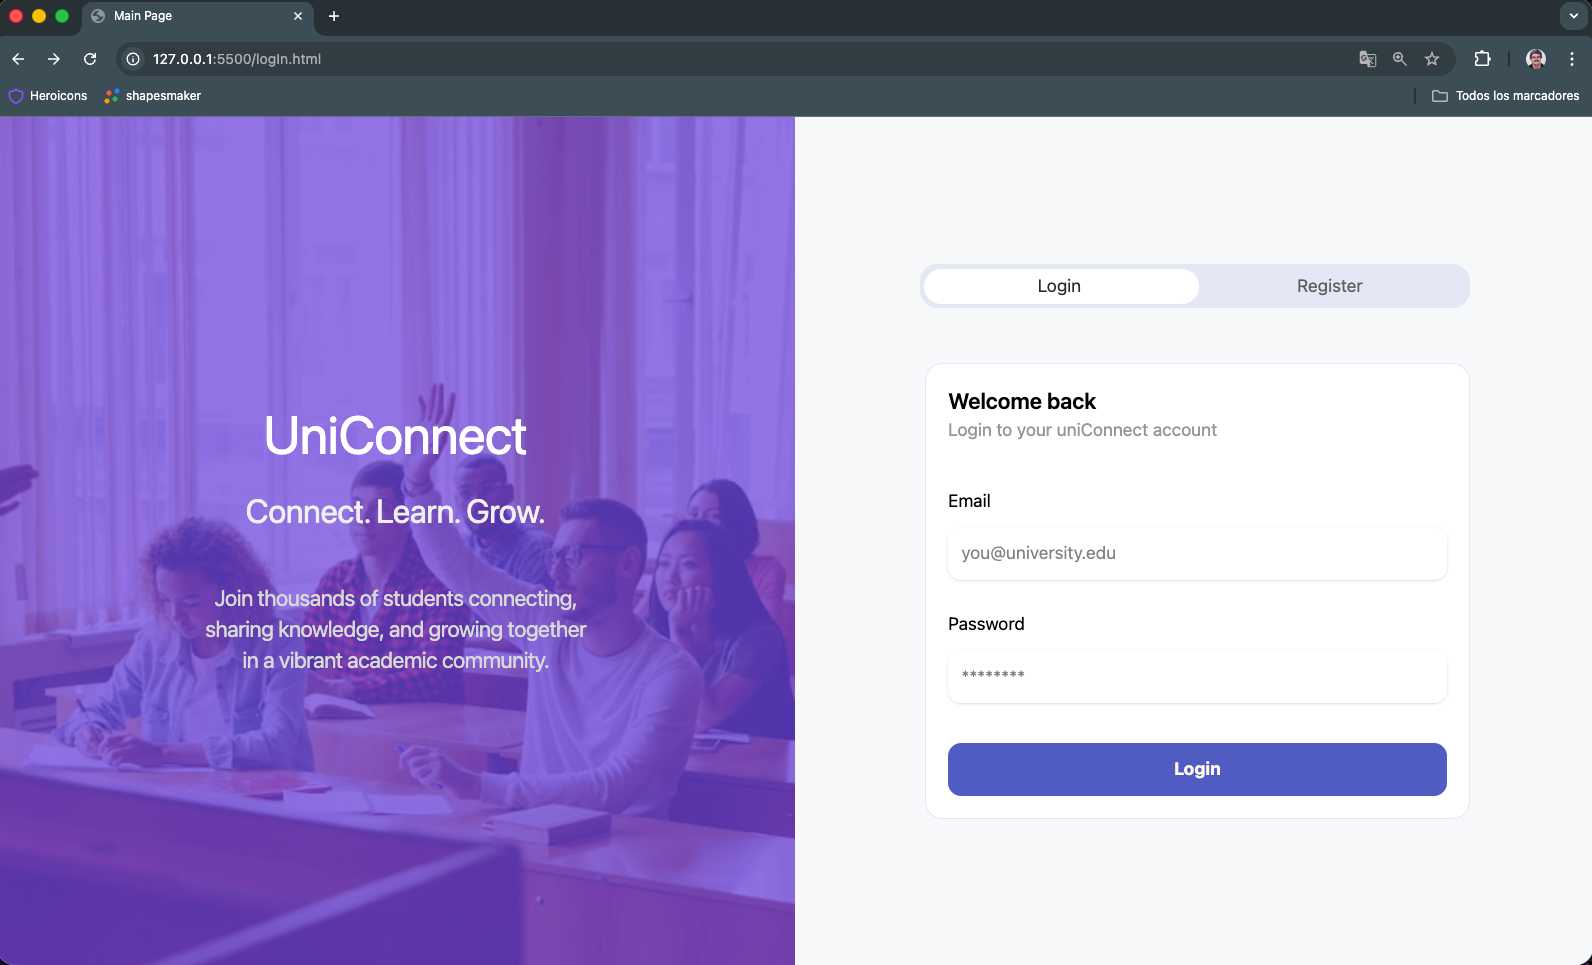 Main Page
127.0.0.1:5500/logIn.html
Heroicons
shapesmaker
Todos los marcadores
UniConnect
Connect. Learn. Grow.
Join thousands of students connecting,
sharing knowledge, and growing together
in a vibrant academic community.
Login
Register
Welcome back
Login to your uniConnect account
Email
you@university.edu
Password
********
Login